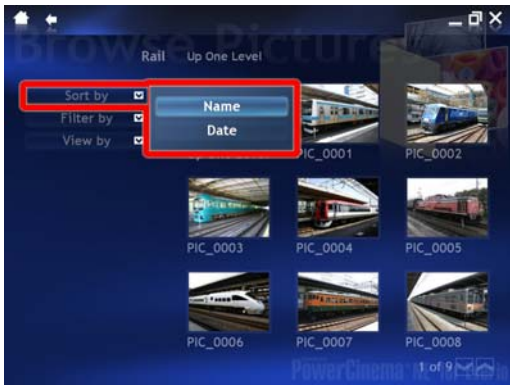 Browse Pictures
Rail
Up One Level
Sort by
Name
Filter by
Date
View by
PIC_0001
PIC_0002
PIC_0003
PIC_0004
PIC_0005
PIC_0006
PIC_0007
PIC_0008
1 of 9
PowerCinema